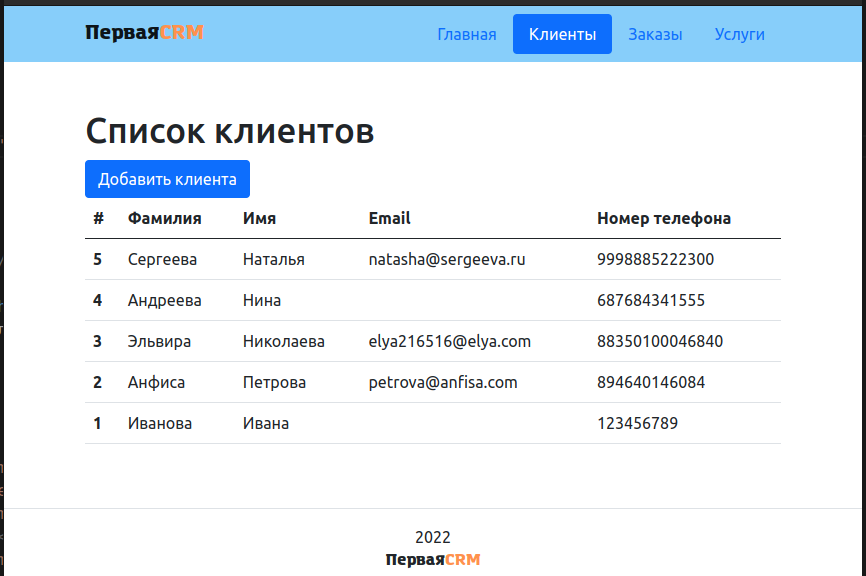 ПерваяCRM Главная Клиенты Заказы Услуги
Список клиентов
Добавить клиента
# Фамилия Имя Email Номер телефона
5 Сергеева Наталья natasha@sergeeva.ru 9998885222300
4 Андреева Нина 687684341555
3 Эльвира Николаева elya216516@elya.com 88350100046840
2 Анфиса Петрова petrova@anfisa.com 894640146084
1 Иванова Ивана 123456789
2022
ПерваяCRM